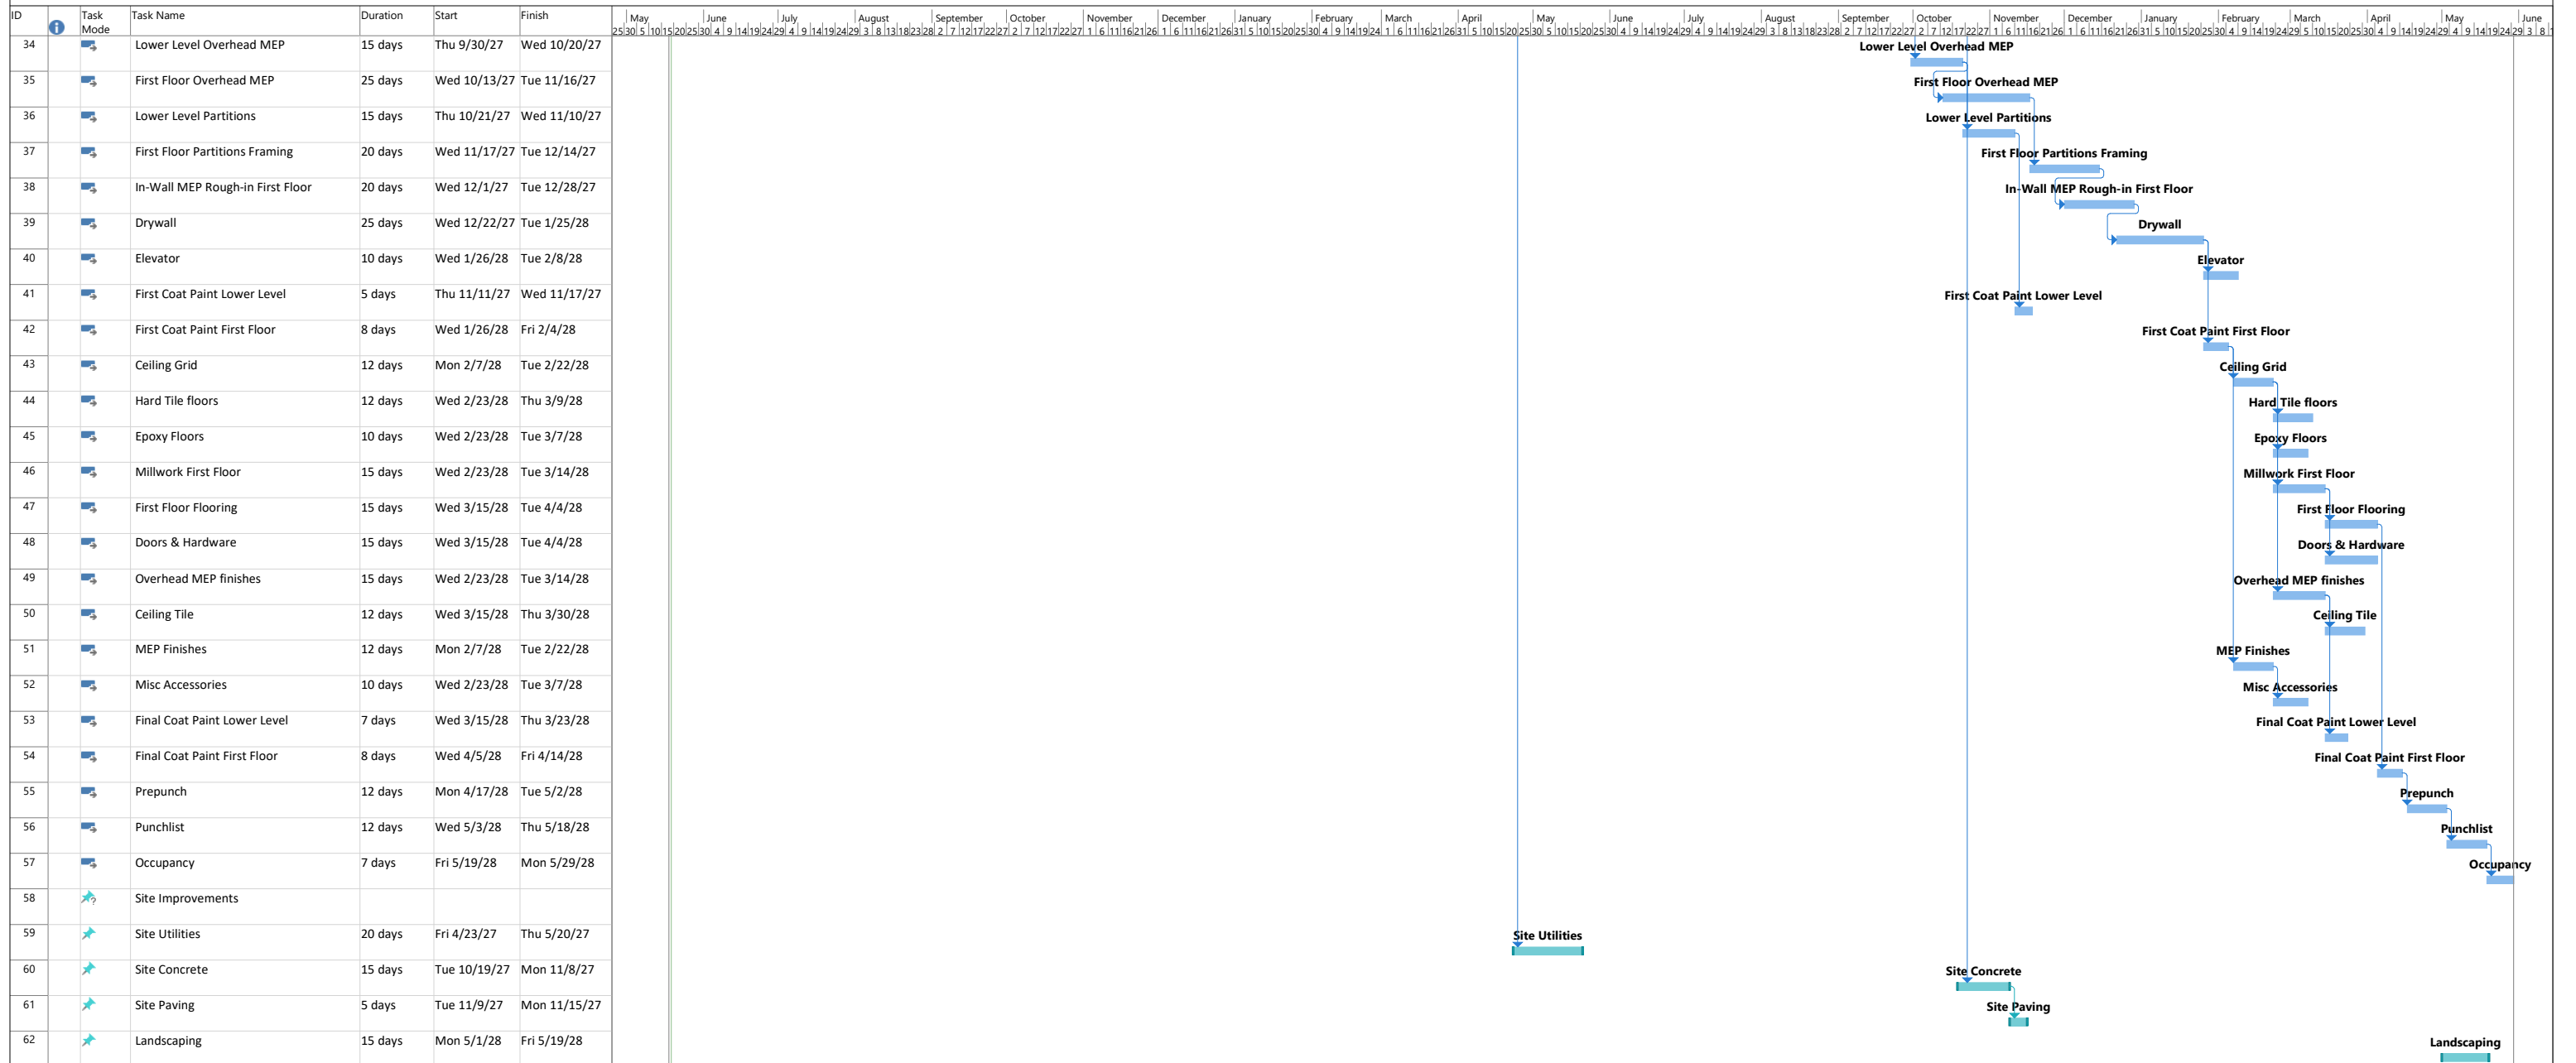 ID Task Mode Task Name Duration Start Finish
May June July August September October November December January February March April May June July August September October November December January February March April May June
34 Lower Level Overhead MEP 15 days Thu 9/30/27 Wed 10/20/27 Lower Level Overhead MEP
35 First Floor Overhead MEP 25 days Wed 10/13/27 Tue 11/16/27 First Floor Overhead MEP
36 Lower Level Partitions 15 days Thu 10/21/27 Wed 11/10/27 Lower Level Partitions
37 First Floor Partitions Framing 20 days Wed 11/17/27 Tue 12/14/27 First Floor Partitions Framing
38 In-Wall MEP Rough-in First Floor 20 days Wed 12/1/27 Tue 12/28/27 In-Wall MEP Rough-in First Floor
39 Drywall 25 days Wed 12/22/27 Tue 1/25/28 Drywall
40 Elevator 10 days Wed 1/26/28 Tue 2/8/28 Elevator
41 First Coat Paint Lower Level 5 days Thu 11/11/27 Wed 11/17/27 First Coat Paint Lower Level
42 First Coat Paint First Floor 8 days Wed 1/26/28 Fri 2/4/28 First Coat Paint First Floor
43 Ceiling Grid 12 days Mon 2/7/28 Tue 2/22/28 Ceiling Grid
44 Hard Tile floors 12 days Wed 2/23/28 Thu 3/9/28 Hard Tile floors
45 Epoxy Floors 10 days Wed 2/23/28 Tue 3/7/28 Epoxy Floors
46 Millwork First Floor 15 days Wed 2/23/28 Tue 3/14/28 Millwork First Floor
47 First Floor Flooring 15 days Wed 3/15/28 Tue 4/4/28 First Floor Flooring
48 Doors & Hardware 15 days Wed 3/15/28 Tue 4/4/28 Doors & Hardware
49 Overhead MEP finishes 15 days Wed 2/23/28 Tue 3/14/28 Overhead MEP finishes
50 Ceiling Tile 12 days Wed 3/15/28 Thu 3/30/28 Ceiling Tile
51 MEP Finishes 12 days Mon 2/7/28 Tue 2/22/28 MEP Finishes
52 Misc Accessories 10 days Wed 2/23/28 Tue 3/7/28 Misc Accessories
53 Final Coat Paint Lower Level 7 days Wed 3/15/28 Thu 3/23/28 Final Coat Paint Lower Level
54 Final Coat Paint First Floor 8 days Wed 4/5/28 Fri 4/14/28 Final Coat Paint First Floor
55 Prepunch 12 days Mon 4/17/28 Tue 5/2/28 Prepunch
56 Punchlist 12 days Wed 5/3/28 Thu 5/18/28 Punchlist
57 Occupancy 7 days Fri 5/19/28 Mon 5/29/28 Occupancy
58 Site Improvements
59 Site Utilities 20 days Fri 4/23/27 Thu 5/20/27 Site Utilities
60 Site Concrete 15 days Tue 10/19/27 Mon 11/8/27 Site Concrete
61 Site Paving 5 days Tue 11/9/27 Mon 11/15/27 Site Paving
62 Landscaping 15 days Mon 5/1/28 Fri 5/19/28 Landscaping